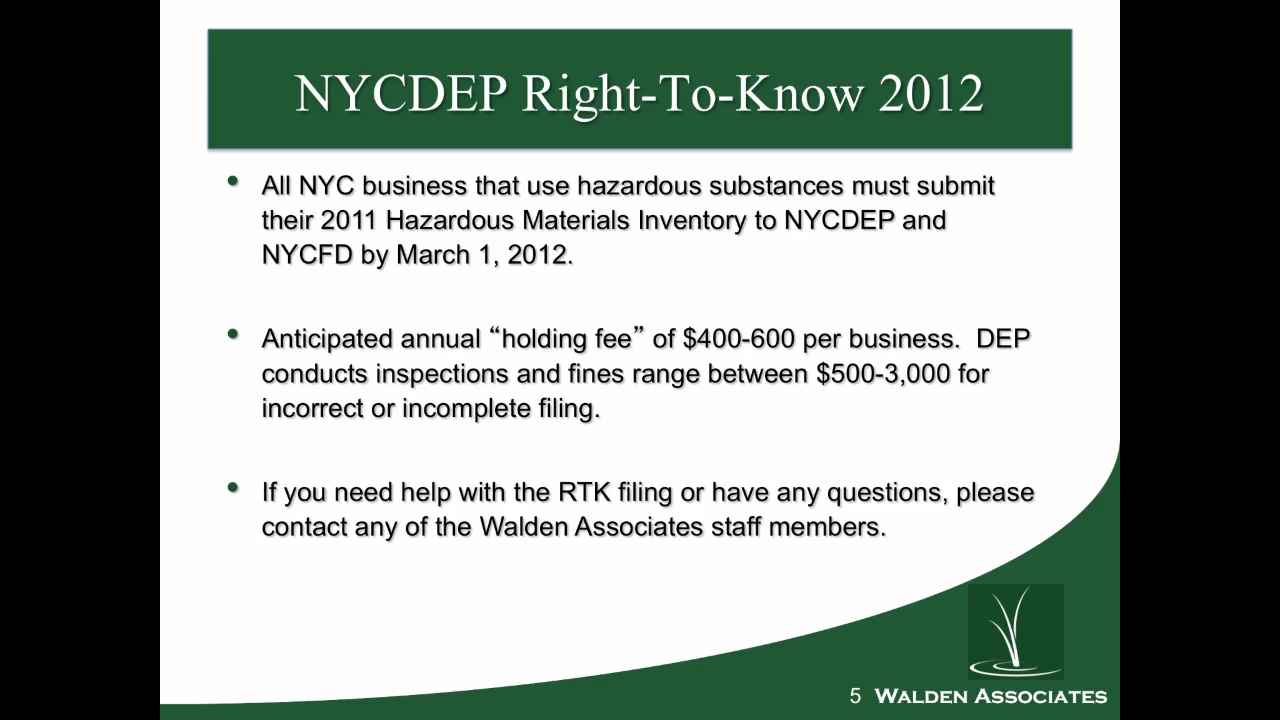 NYCDEP Right-To-Know 2012
• All NYC business that use hazardous substances must submit
their 2011 Hazardous Materials Inventory to NYCDEP and
NYCFD by March 1, 2012.
• Anticipated annual “holding fee” of $400-600 per business.  DEP
conducts inspections and fines range between $500-3,000 for
incorrect or incomplete filing.
• If you need help with the RTK filing or have any questions, please
contact any of the Walden Associates staff members.
5 WALDEN ASSOCIATES